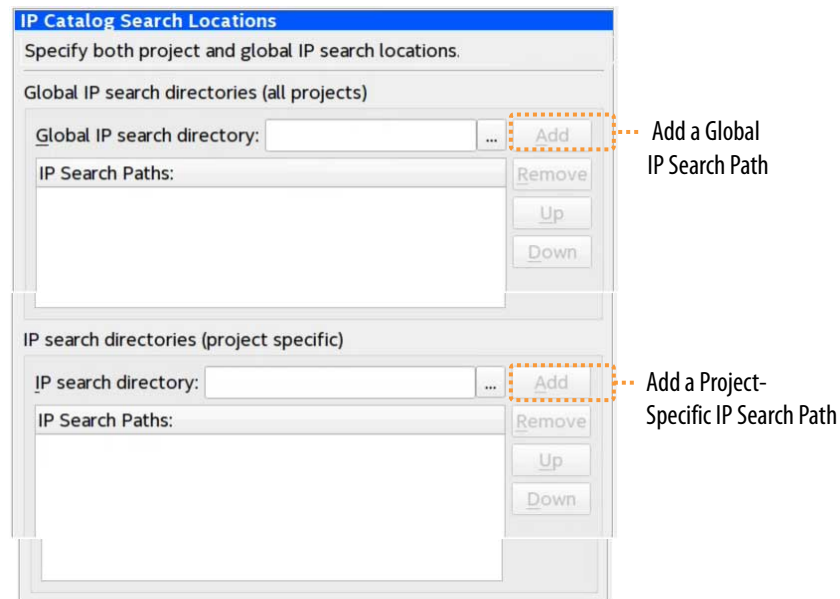 IP Catalog Search Locations
Specify both project and global IP search locations.
Global IP search directories (all projects)
Global IP search directory: ... Add
IP Search Paths:
Remove
Up
Down
Add a Global
IP Search Path
IP search directories (project specific)
IP search directory: ... Add
IP Search Paths:
Remove
Up
Down
Add a Project-
Specific IP Search Path